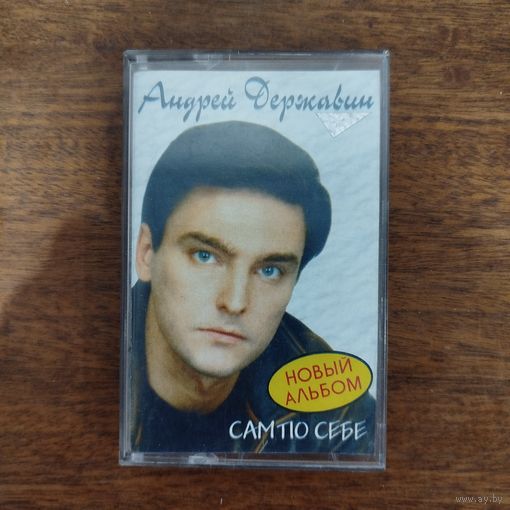 Андрей Державин
НОВЫЙ
АЛЬБОМ
САМ ПО СЕБЕ
www.ay.by